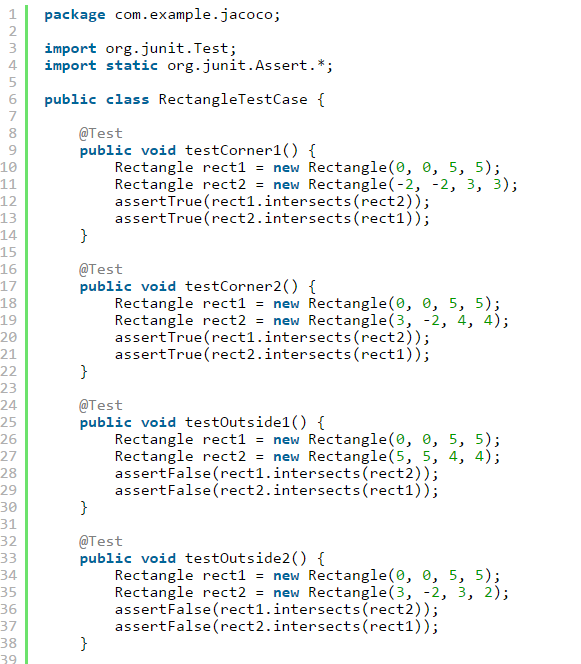 1 package com.example.jacoco;
2
3 import org.junit.Test;
4 import static org.junit.Assert.*;
5
6 public class RectangleTestCase {
7
8     @Test
9     public void testCorner1() {
10         Rectangle rect1 = new Rectangle(0, 0, 5, 5);
11         Rectangle rect2 = new Rectangle(-2, -2, 3, 3);
12         assertTrue(rect1.intersects(rect2));
13         assertTrue(rect2.intersects(rect1));
14     }
15
16     @Test
17     public void testCorner2() {
18         Rectangle rect1 = new Rectangle(0, 0, 5, 5);
19         Rectangle rect2 = new Rectangle(3, -2, 4, 4);
20         assertTrue(rect1.intersects(rect2));
21         assertTrue(rect2.intersects(rect1));
22     }
23
24     @Test
25     public void testOutside1() {
26         Rectangle rect1 = new Rectangle(0, 0, 5, 5);
27         Rectangle rect2 = new Rectangle(5, 5, 4, 4);
28         assertFalse(rect1.intersects(rect2));
29         assertFalse(rect2.intersects(rect1));
30     }
31
32     @Test
33     public void testOutside2() {
34         Rectangle rect1 = new Rectangle(0, 0, 5, 5);
35         Rectangle rect2 = new Rectangle(3, -2, 3, 2);
36         assertFalse(rect1.intersects(rect2));
37         assertFalse(rect2.intersects(rect1));
38     }
39